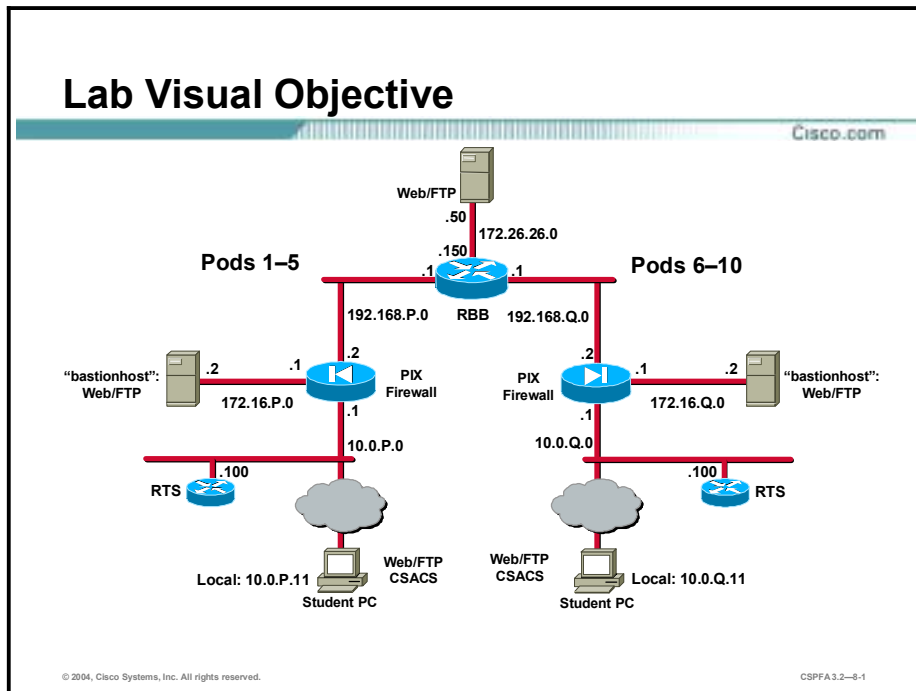 Lab Visual Objective
Cisco.com
Web/FTP
.50
172.26.26.0
.150
Pods 1–5
Pods 6–10
.1
.1
RBB
192.168.P.0
192.168.Q.0
.2
.2
“bastionhost”:
Web/FTP
.2
.1
PIX
Firewall
172.16.P.0
PIX
Firewall
.1
.2
“bastionhost”:
Web/FTP
172.16.Q.0
.1
.1
10.0.P.0
10.0.Q.0
.100
RTS
.100
RTS
Web/FTP
CSACS
Local: 10.0.P.11
Student PC
Web/FTP
CSACS
Local: 10.0.Q.11
Student PC
© 2004, Cisco Systems, Inc. All rights reserved.
CSPFA 3.2—8-1